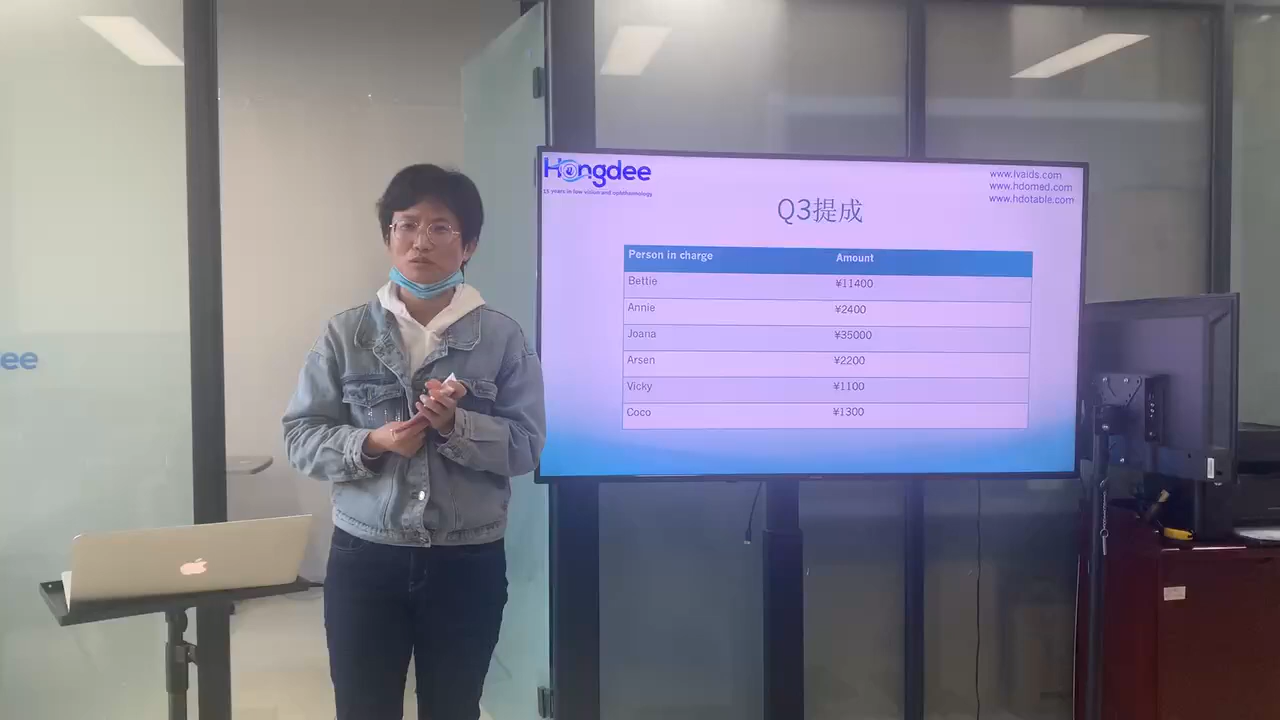 Hongdee
15 years in low vision and ophthalmology
www.lvaids.com
www.hdomed.com
www.hdotable.com
Q3提成
Person in charge Amount
Bettie ¥11400
Annie ¥2400
Joana ¥35000
Arsen ¥2200
Vicky ¥1100
Coco ¥1300
ee